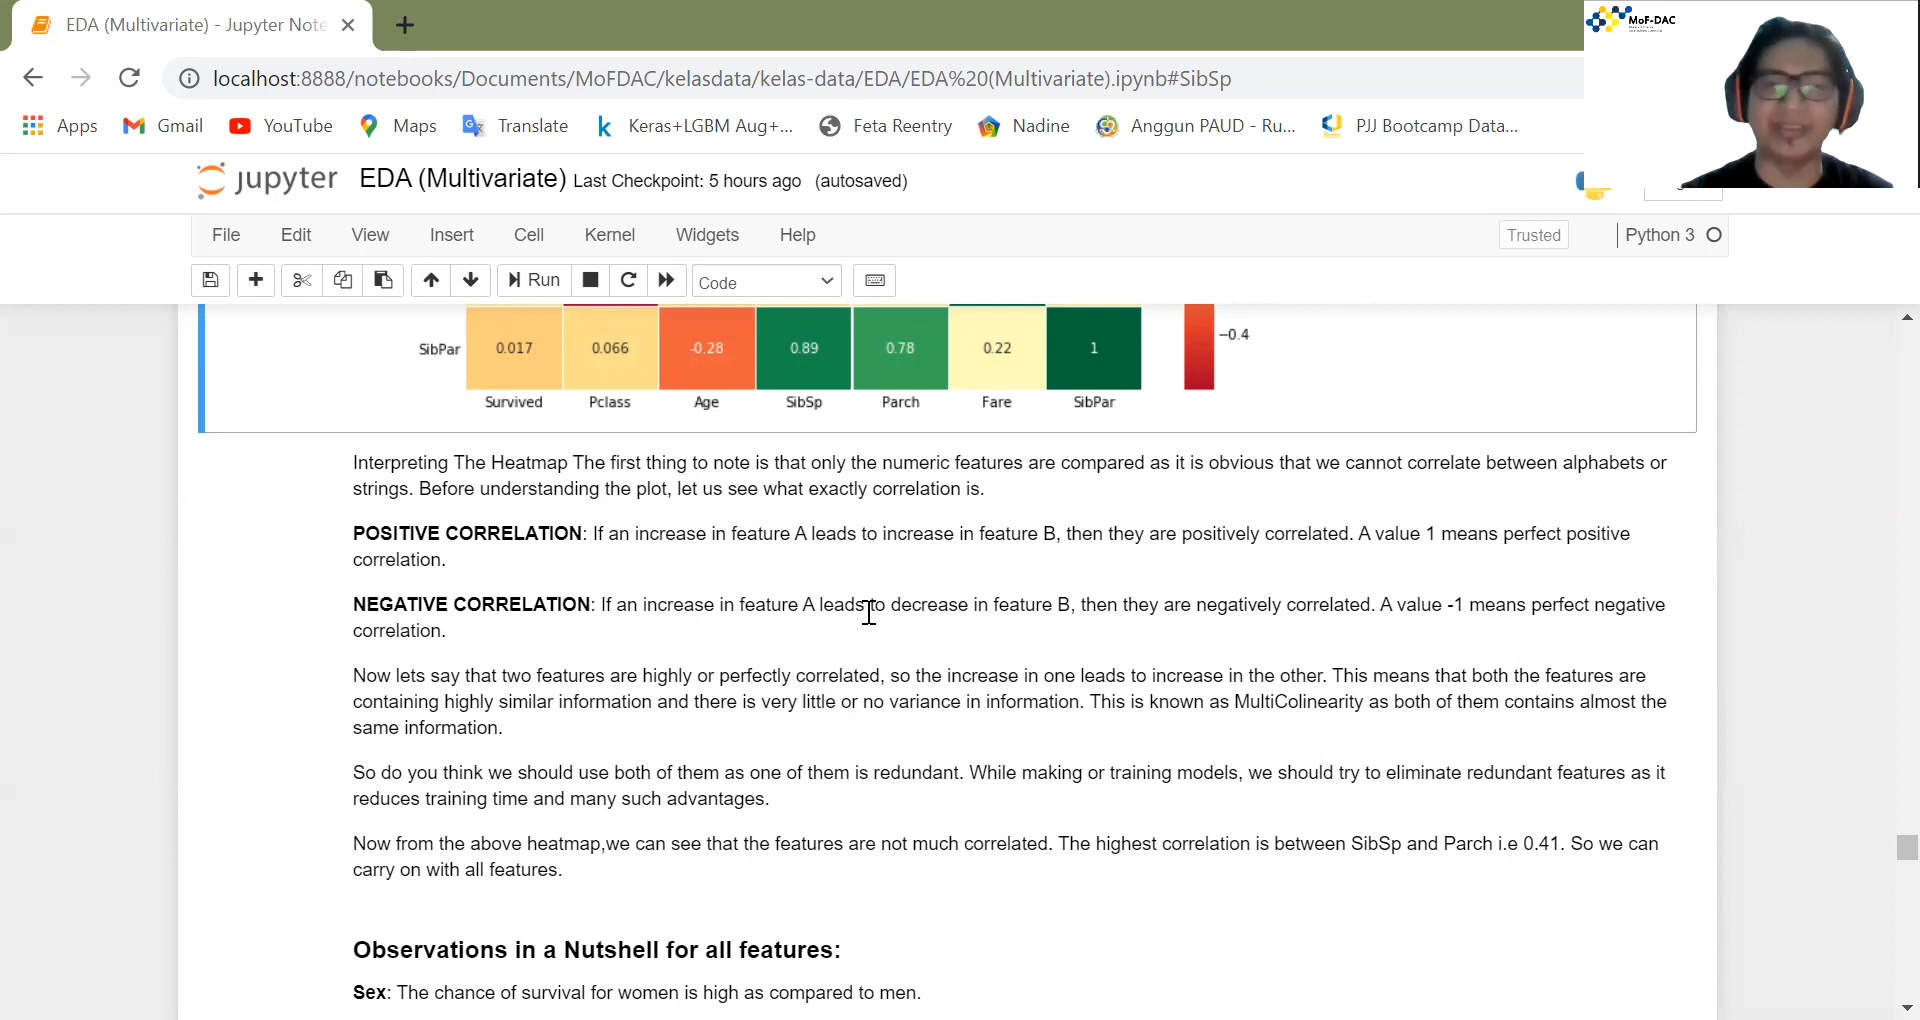 EDA (Multivariate) - Jupyter Note
localhost:8888/notebooks/Documents/MoFDAC/kelasdata/kelas-data/EDA/EDA%20(Multivariate).ipynb#SibSp
Apps Gmail YouTube Maps Translate Keras+LGBM Aug+... Feta Reentry Nadine Anggun PAUD - Ru... PJJ Bootcamp Data...
MoF-DAC
jupyter EDA (Multivariate) Last Checkpoint: 5 hours ago (autosaved)
File Edit View Insert Cell Kernel Widgets Help Trusted Python 3
Run Code
SibPar 0.017 0.066 -0.28 0.89 0.78 0.22 1 −0.4
Survived Pclass Age SibSp Parch Fare SibPar
Interpreting The Heatmap The first thing to note is that only the numeric features are compared as it is obvious that we cannot correlate between alphabets or
strings. Before understanding the plot, let us see what exactly correlation is.
POSITIVE CORRELATION: If an increase in feature A leads to increase in feature B, then they are positively correlated. A value 1 means perfect positive
correlation.
NEGATIVE CORRELATION: If an increase in feature A leads to decrease in feature B, then they are negatively correlated. A value -1 means perfect negative
correlation.
Now lets say that two features are highly or perfectly correlated, so the increase in one leads to increase in the other. This means that both the features are
containing highly similar information and there is very little or no variance in information. This is known as MultiColinearity as both of them contains almost the
same information.
So do you think we should use both of them as one of them is redundant. While making or training models, we should try to eliminate redundant features as it
reduces training time and many such advantages.
Now from the above heatmap,we can see that the features are not much correlated. The highest correlation is between SibSp and Parch i.e 0.41. So we can
carry on with all features.
Observations in a Nutshell for all features:
Sex: The chance of survival for women is high as compared to men.